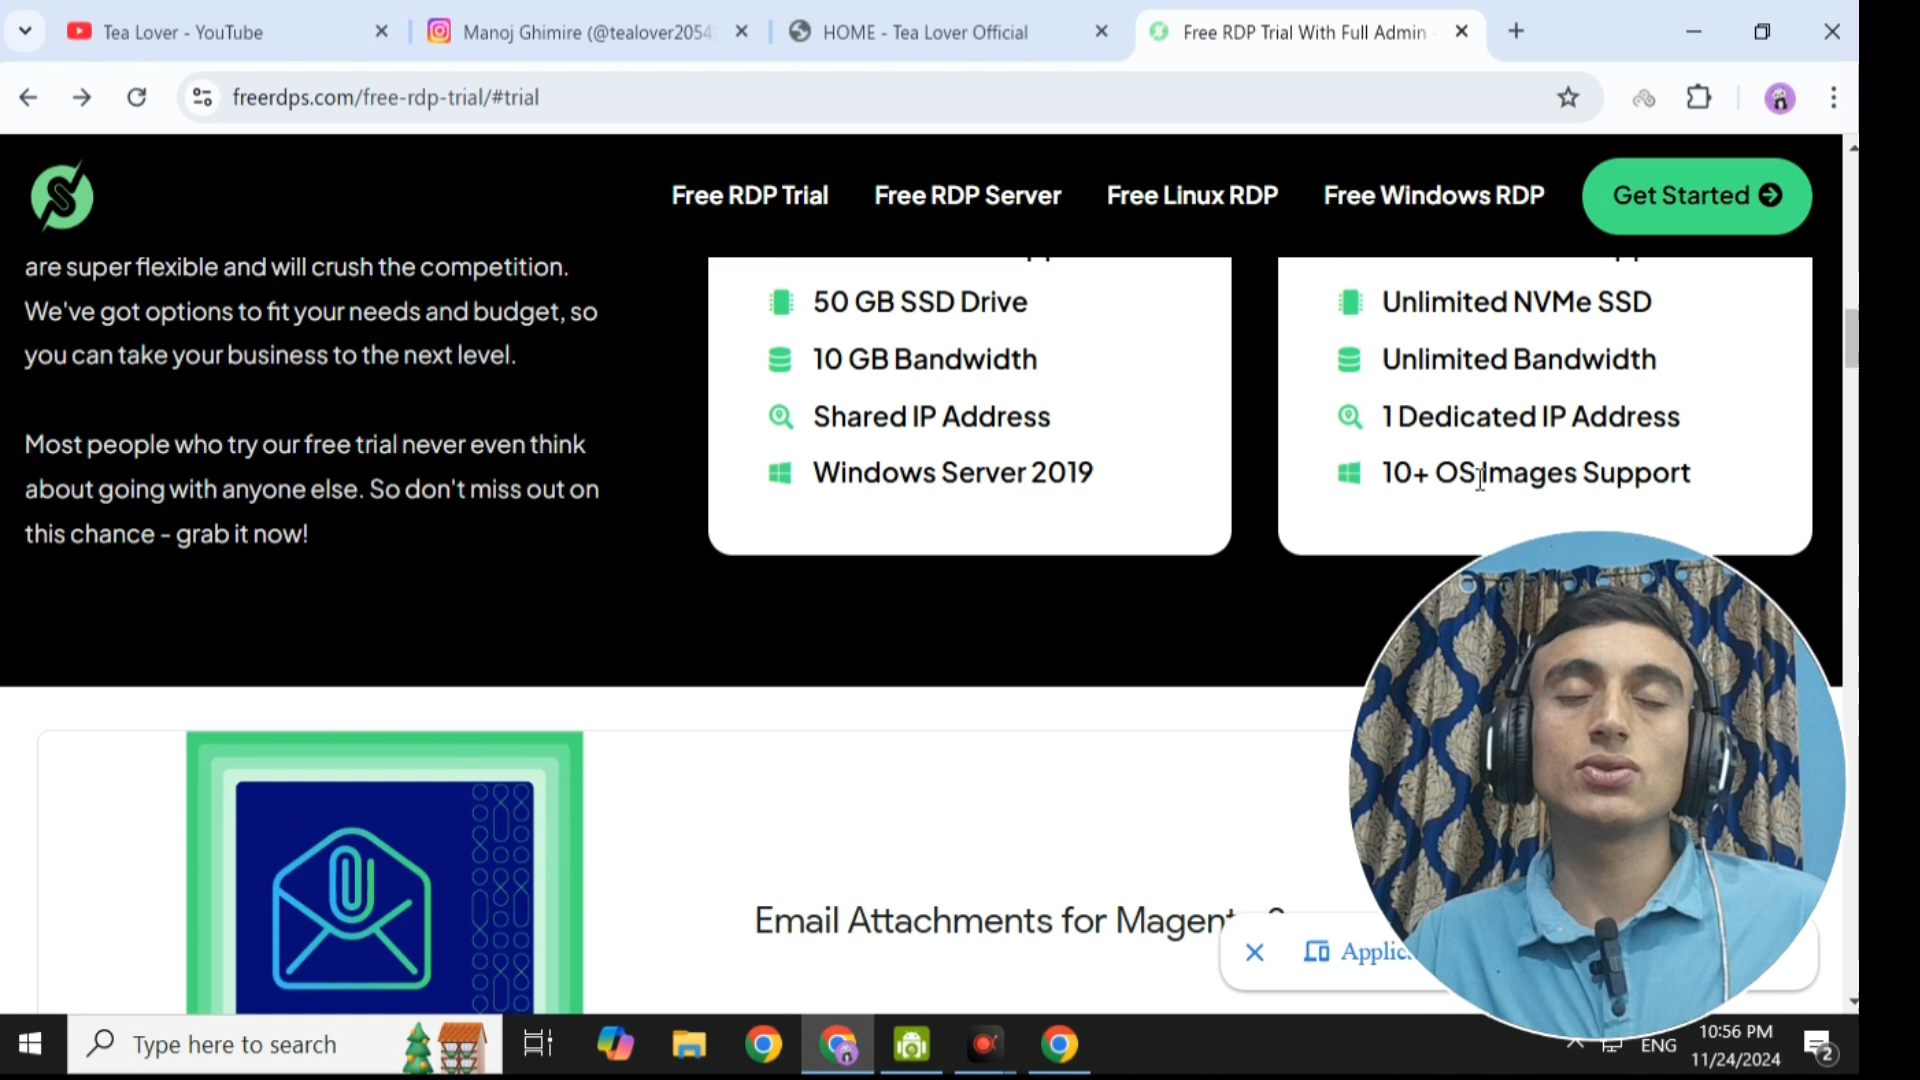 Tea Lover - YouTube
Manoj Ghimire (@tealover2054
HOME - Tea Lover Official
Free RDP Trial With Full Admin
freerdps.com/free-rdp-trial/#trial
Free RDP Trial
Free RDP Server
Free Linux RDP
Free Windows RDP
Get Started
are super flexible and will crush the competition.
We've got options to fit your needs and budget, so
you can take your business to the next level.
Most people who try our free trial never even think
about going with anyone else. So don't miss out on
this chance - grab it now!
50 GB SSD Drive
10 GB Bandwidth
Shared IP Address
Windows Server 2019
Unlimited NVMe SSD
Unlimited Bandwidth
1 Dedicated IP Address
10+ OS Images Support
Email Attachments for
Type here to search
ENG
10:56 PM
11/24/2024
2